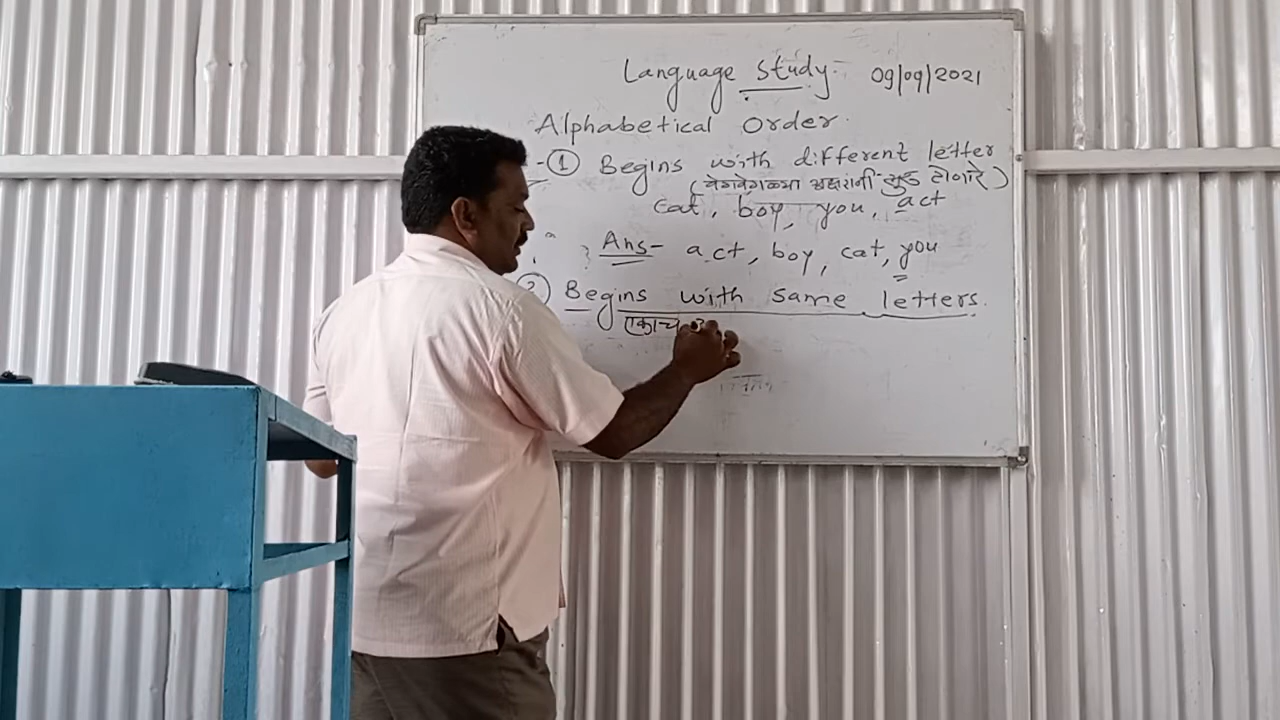 Language Study 09/09/2021
Alphabetical Order.
① Begins with different letter
(वेगवेगळ्या अक्षरांनी सुरु होणारे)
cat, boy, you, act
Ans- act, boy, cat, you
② Begins with same letters.
एकाच